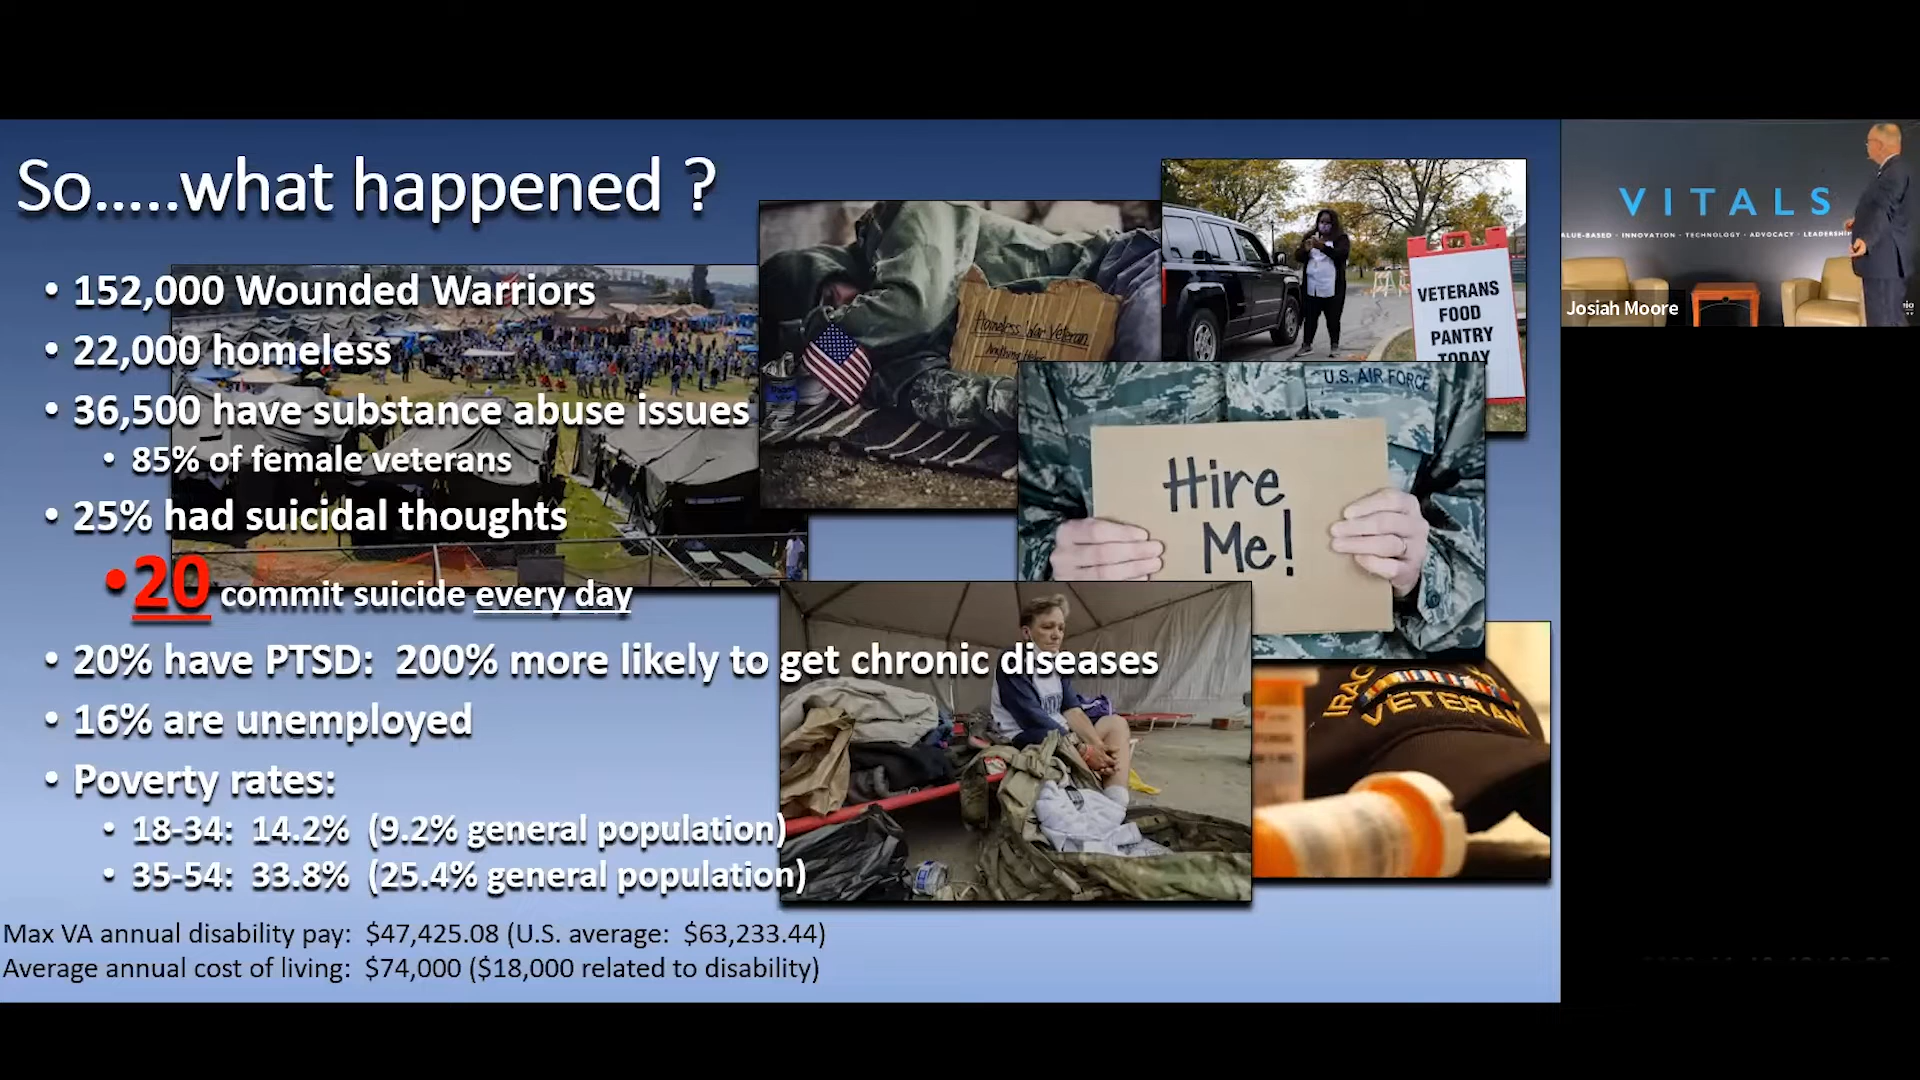 So.....what happened ?
• 152,000 Wounded Warriors
• 22,000 homeless
• 36,500 have substance abuse issues
• 85% of female veterans
• 25% had suicidal thoughts
•20 commit suicide every day
• 20% have PTSD:  200% more likely to get chronic diseases
• 16% are unemployed
• Poverty rates:
• 18-34:  14.2%  (9.2% general population)
• 35-54:  33.8%  (25.4% general population)
Max VA annual disability pay:  $47,425.08 (U.S. average:  $63,233.44)
Average annual cost of living:  $74,000 ($18,000 related to disability)
Homeless War Veteran
Anything Helps
VETERANS
FOOD
PANTRY
TODAY
U.S. AIR FORCE
Hire
Me!
IRAQ
VETERAN
VITALS
ALUE-BASED - INNOVATION - TECHNOLOGY - ADVOCACY - LEADERSHIP
Josiah Moore